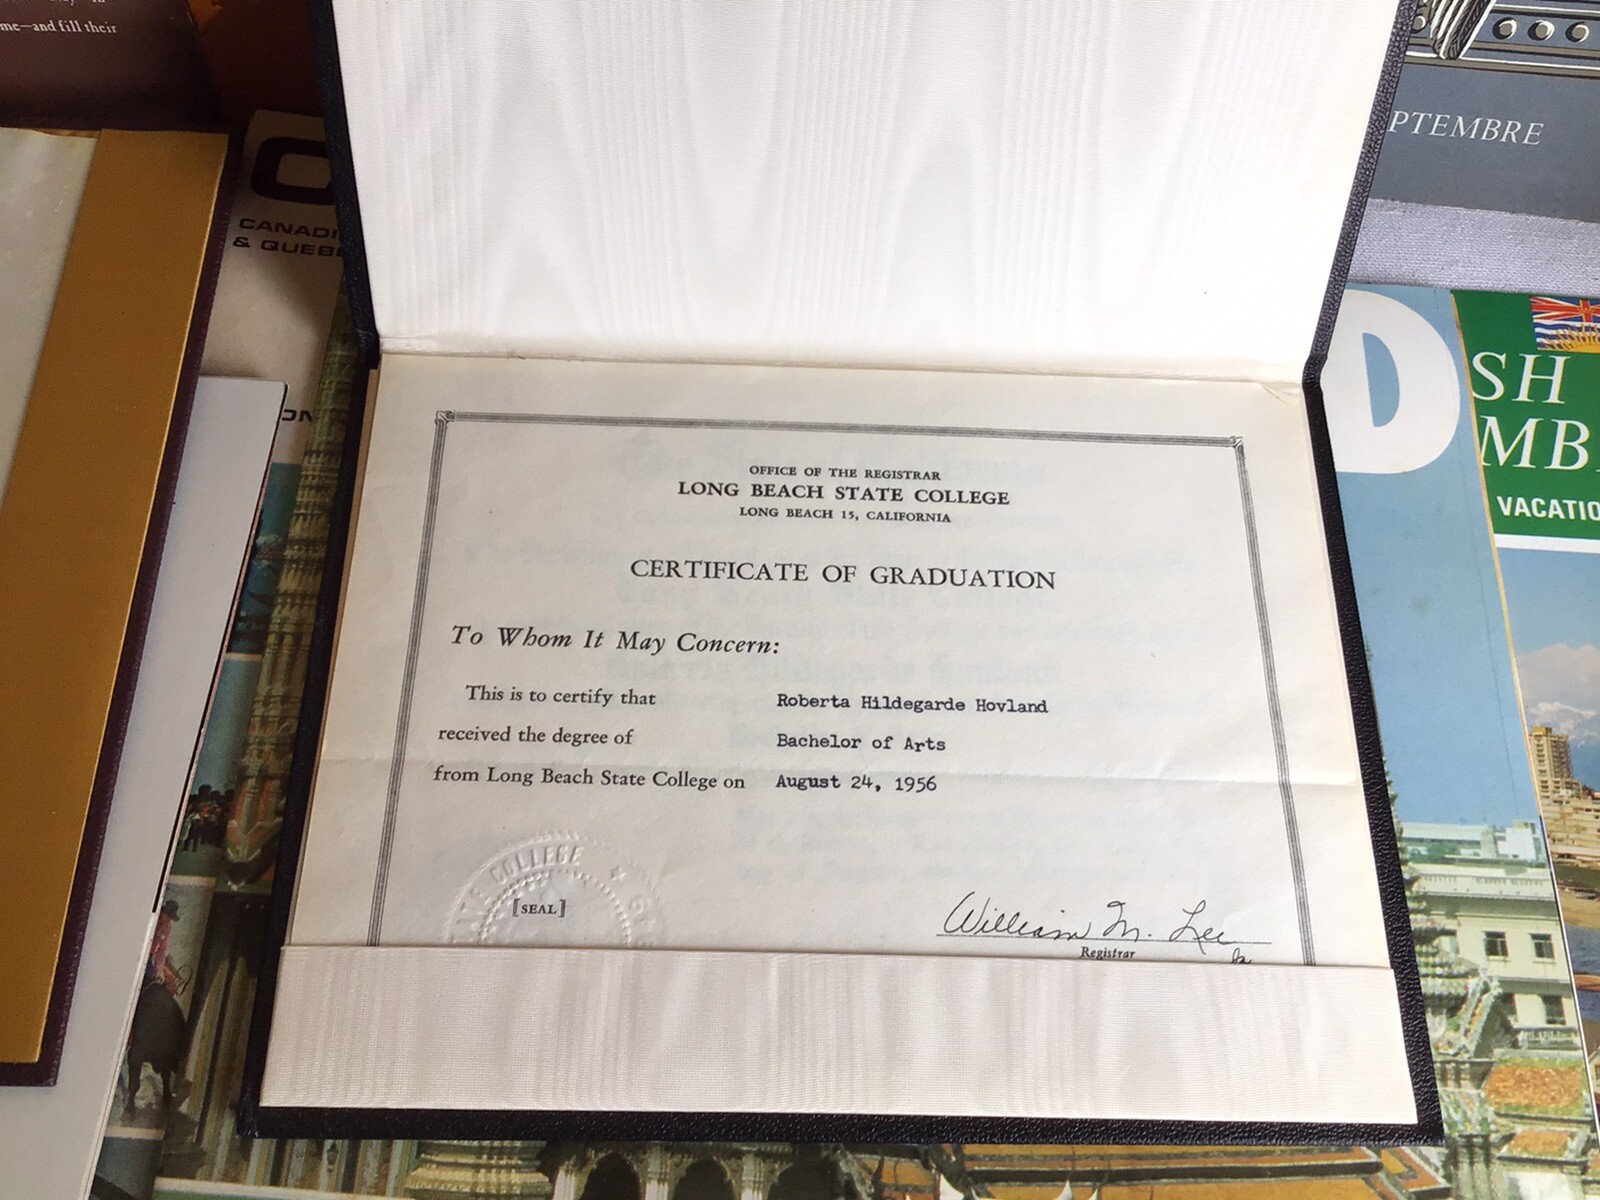 me—and fill their
CANADI
& QUEB
ON
PTEMBRE
D
SH
MB
VACATIO
OFFICE OF THE REGISTRAR
LONG BEACH STATE COLLEGE
LONG BEACH 15, CALIFORNIA
CERTIFICATE OF GRADUATION
To Whom It May Concern:
This is to certify that Roberta Hildegarde Hovland
received the degree of Bachelor of Arts
from Long Beach State College on August 24, 1956
COLLEGE
[SEAL]
William M. Lee
Registrar